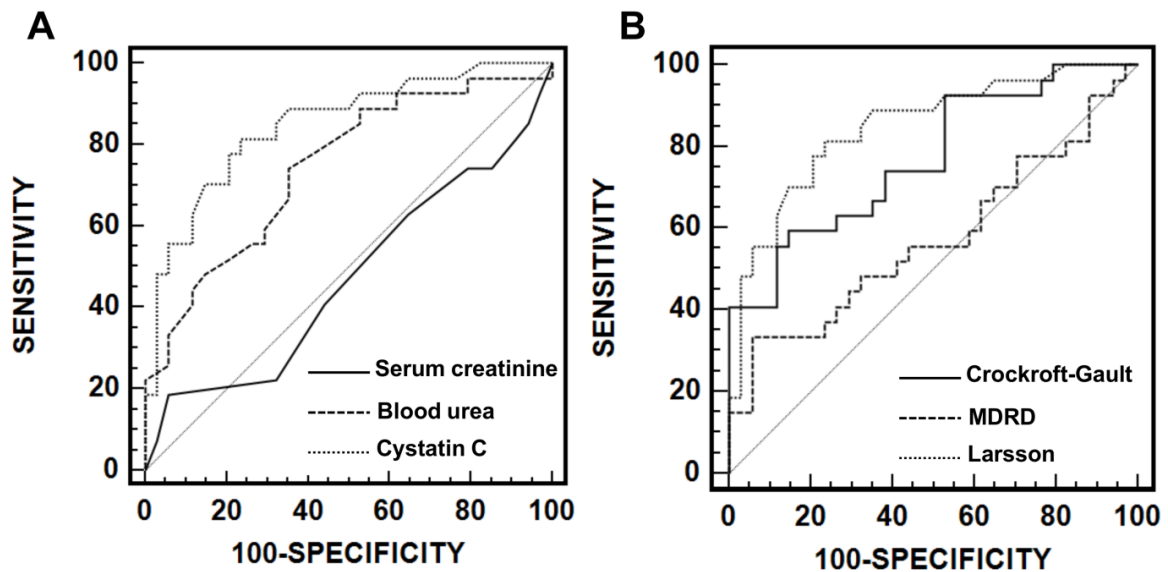 A
SENSITIVITY
100
80
60
40
20
0
Serum creatinine
Blood urea
Cystatin C
0 20 40 60 80 100
100-SPECIFICITY
B
SENSITIVITY
100
80
60
40
20
0
Crockroft-Gault
MDRD
Larsson
0 20 40 60 80 100
100-SPECIFICITY